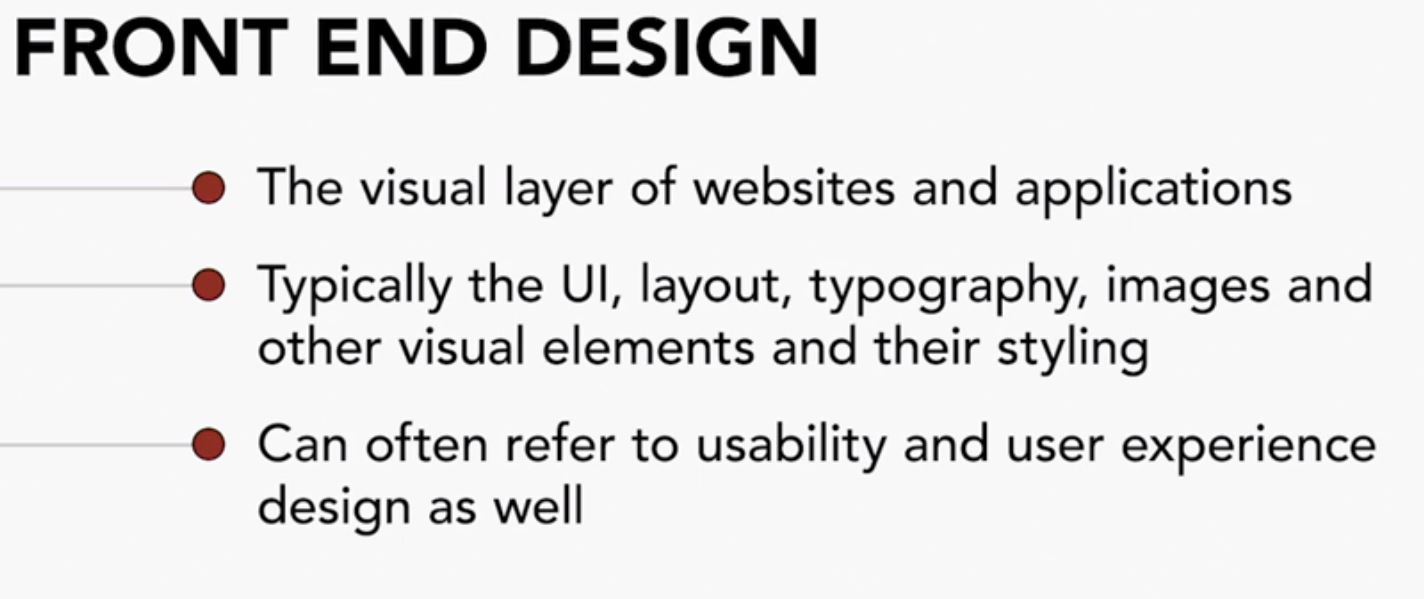 FRONT END DESIGN
The visual layer of websites and applications
Typically the UI, layout, typography, images and
other visual elements and their styling
Can often refer to usability and user experience
design as well